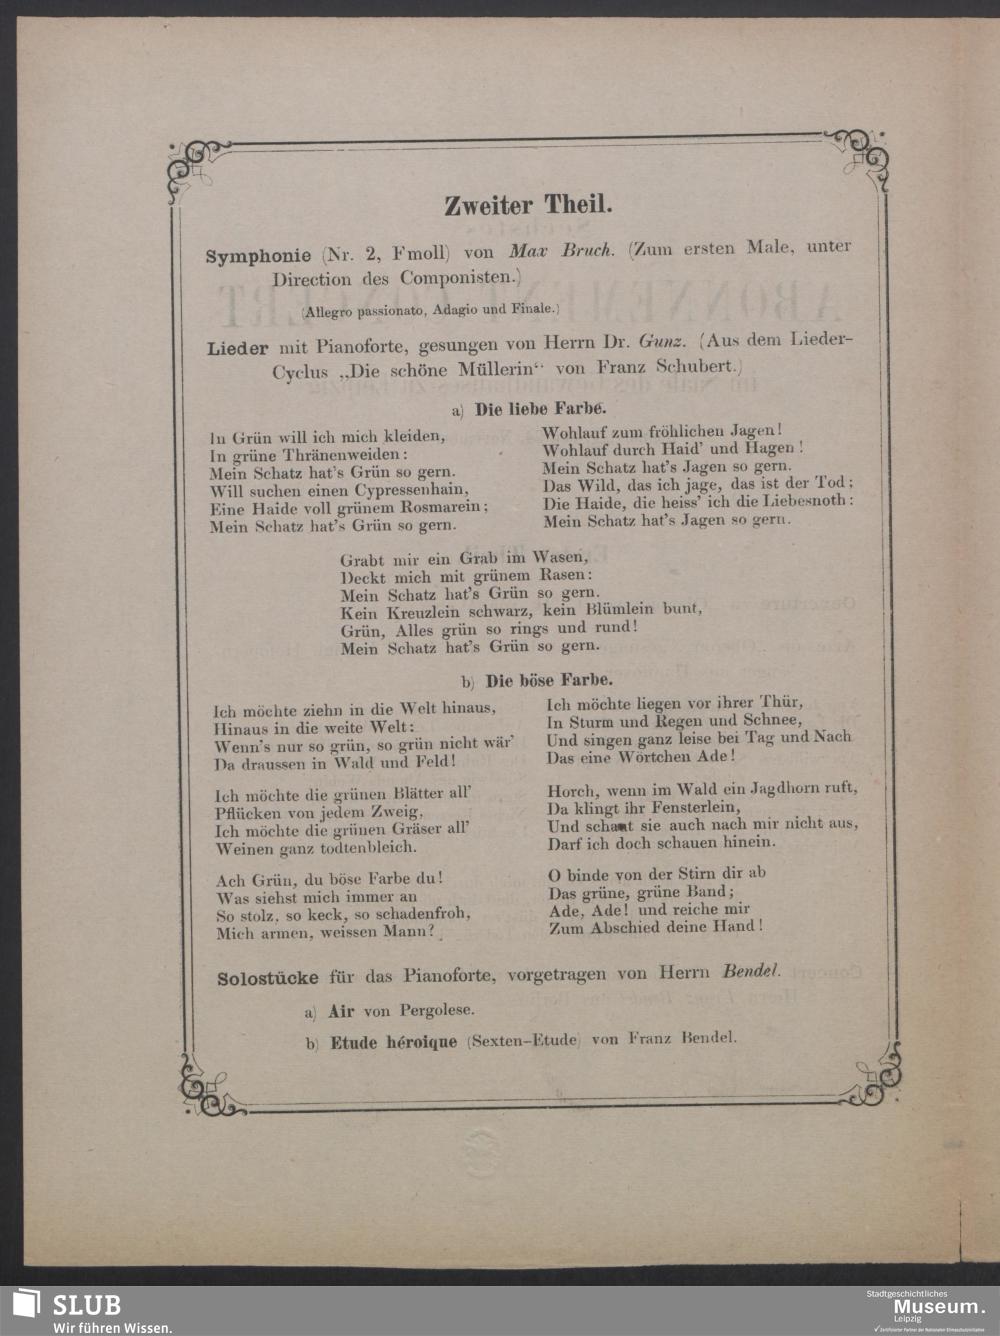 Zweiter Theil.
Symphonie (Nr. 2, Fmoll) von Max Bruch. (Zum ersten Male, unter
Direction des Componisten.)
(Allegro passionato, Adagio und Finale.)
Lieder mit Pianoforte, gesungen von Herrn Dr. Gunz. (Aus dem Lieder-
Cyclus „Die schöne Müllerin“ von Franz Schubert.)
a) Die liebe Farbe.
In Grün will ich mich kleiden,
In grüne Thränenweiden:
Mein Schatz hat's Grün so gern.
Will suchen einen Cypressenhain,
Eine Haide voll grünem Rosmarein;
Mein Schatz hat's Grün so gern.
Wohlauf zum fröhlichen Jagen!
Wohlauf durch Haid' und Hagen!
Mein Schatz hat's Jagen so gern.
Das Wild, das ich jage, das ist der Tod;
Die Haide, die heiss' ich die Liebesnoth:
Mein Schatz hat's Jagen so gern.
Grabt mir ein Grab im Wasen,
Deckt mich mit grünem Rasen:
Mein Schatz hat's Grün so gern.
Kein Kreuzlein schwarz, kein Blümlein bunt,
Grün, Alles grün so rings und rund!
Mein Schatz hat's Grün so gern.
b) Die böse Farbe.
Ich möchte ziehn in die Welt hinaus,
Hinaus in die weite Welt:
Wenn's nur so grün, so grün nicht wär'
Da draussen in Wald und Feld!
Ich möchte die grünen Blätter all'
Pflücken von jedem Zweig,
Ich möchte die grünen Gräser all'
Weinen ganz todtenbleich.
Ach Grün, du böse Farbe du!
Was siehst mich immer an
So stolz, so keck, so schadenfroh,
Mich armen, weissen Mann?
Ich möchte liegen vor ihrer Thür,
In Sturm und Regen und Schnee,
Und singen ganz leise bei Tag und Nach
Das eine Wörtchen Ade!
Horch, wenn im Wald ein Jagdhorn ruft,
Da klingt ihr Fensterlein,
Und schaut sie auch nach mir nicht aus,
Darf ich doch schauen hinein.
O binde von der Stirn dir ab
Das grüne, grüne Band;
Ade, Ade! und reiche mir
Zum Abschied deine Hand!
Solostücke für das Pianoforte, vorgetragen von Herrn Bendel.
a) Air von Pergolese.
b) Etude héroique (Sexten-Etude) von Franz Bendel.
SLUB
Wir führen Wissen.
Stadtgeschichtliches
Museum.
Leipzig